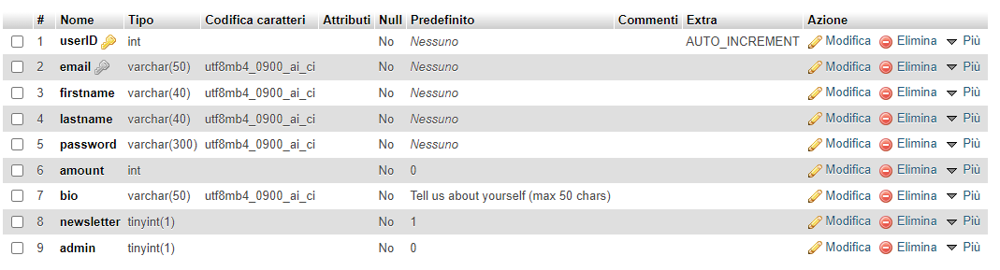 # Nome Tipo Codifica caratteri Attributi Null Predefinito Commenti Extra Azione
1 userID int No Nessuno AUTO_INCREMENT Modifica Elimina Più
2 email varchar(50) utf8mb4_0900_ai_ci No Nessuno Modifica Elimina Più
3 firstname varchar(40) utf8mb4_0900_ai_ci No Nessuno Modifica Elimina Più
4 lastname varchar(40) utf8mb4_0900_ai_ci No Nessuno Modifica Elimina Più
5 password varchar(300) utf8mb4_0900_ai_ci No Nessuno Modifica Elimina Più
6 amount int No 0 Modifica Elimina Più
7 bio varchar(50) utf8mb4_0900_ai_ci No Tell us about yourself (max 50 chars) Modifica Elimina Più
8 newsletter tinyint(1) No 1 Modifica Elimina Più
9 admin tinyint(1) No 0 Modifica Elimina Più